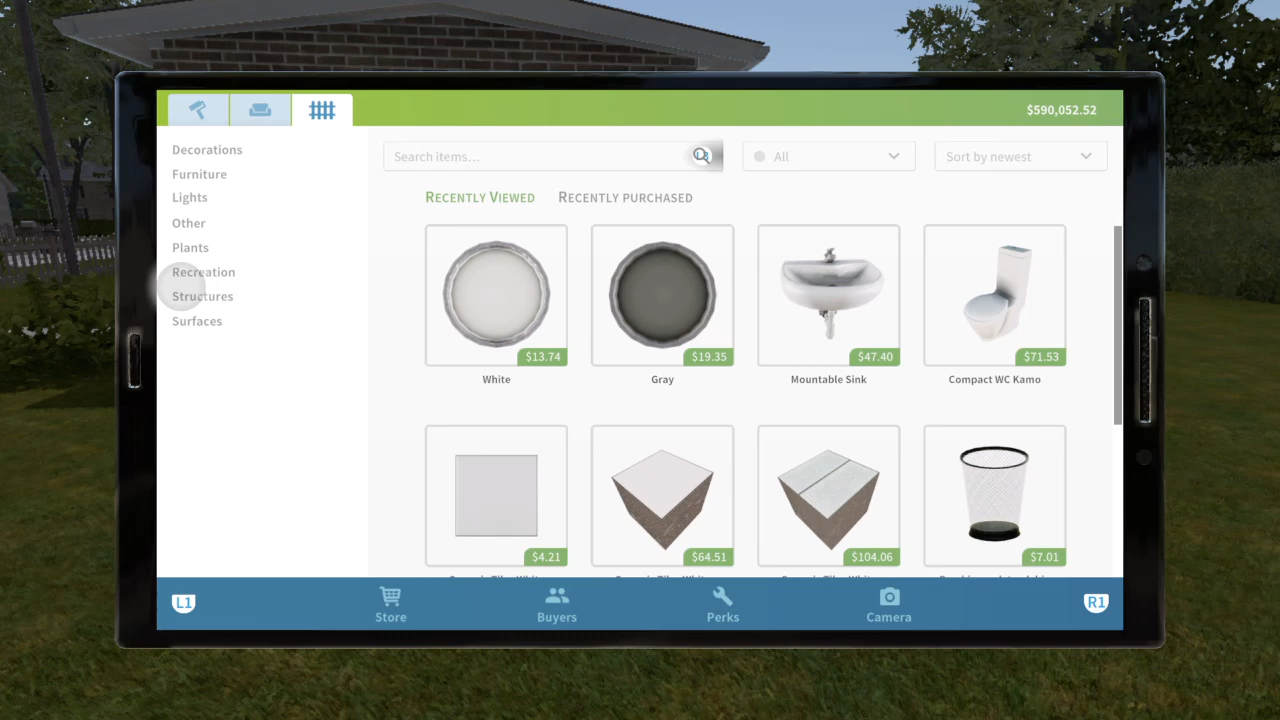 $590,052.52
Decorations
Furniture
Lights
Other
Plants
Recreation
Structures
Surfaces
Search items...
All
Sort by newest
Recently Viewed
Recently purchased
$13.74
$19.35
$47.40
$71.53
White
Gray
Mountable Sink
Compact WC Kamo
$4.21
$64.51
$104.06
$7.01
L1
Store
Buyers
Perks
Camera
R1